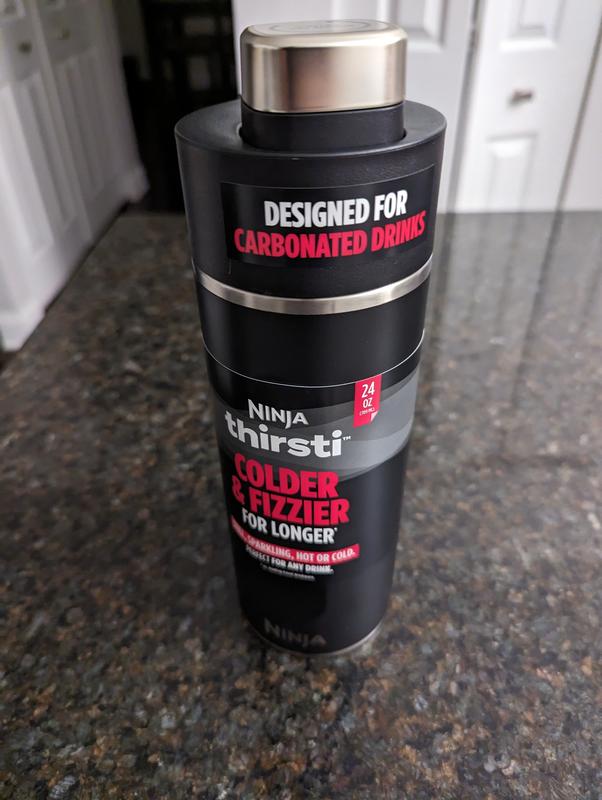 DESIGNED FOR
CARBONATED DRINKS
24
OZ
NINJA
thirsti™
COLDER
& FIZZIER
FOR LONGER*
SPARKLING, HOT OR COLD.
PERFECT FOR ANY DRINK.
NINJA